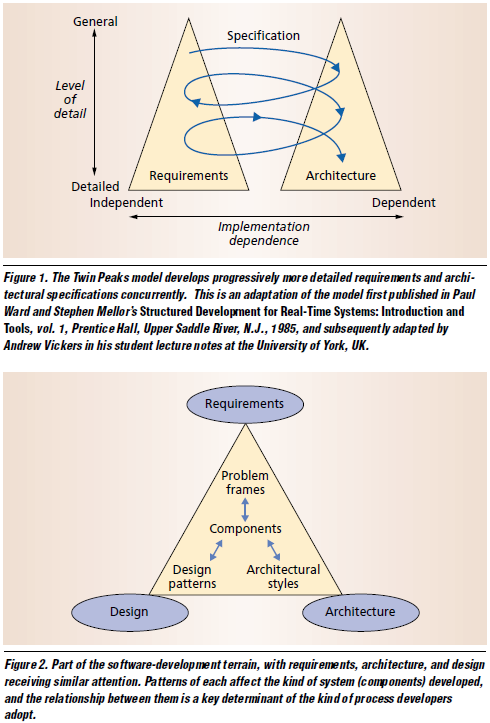 General
Specification
Level
of
detail
Requirements
Architecture
Detailed
Independent
Dependent
Implementation
dependence
Figure 1. The Twin Peaks model develops progressively more detailed requirements and archi-
tectural specifications concurrently. This is an adaptation of the model first published in Paul
Ward and Stephen Mellor's Structured Development for Real-Time Systems: Introduction and
Tools, vol. 1, Prentice Hall, Upper Saddle River, N.J., 1985, and subsequently adapted by
Andrew Vickers in his student lecture notes at the University of York, UK.
Requirements
Problem
frames
Components
Design
patterns
Architectural
styles
Design
Architecture
Figure 2. Part of the software-development terrain, with requirements, architecture, and design
receiving similar attention. Patterns of each affect the kind of system (components) developed,
and the relationship between them is a key determinant of the kind of process developers
adopt.